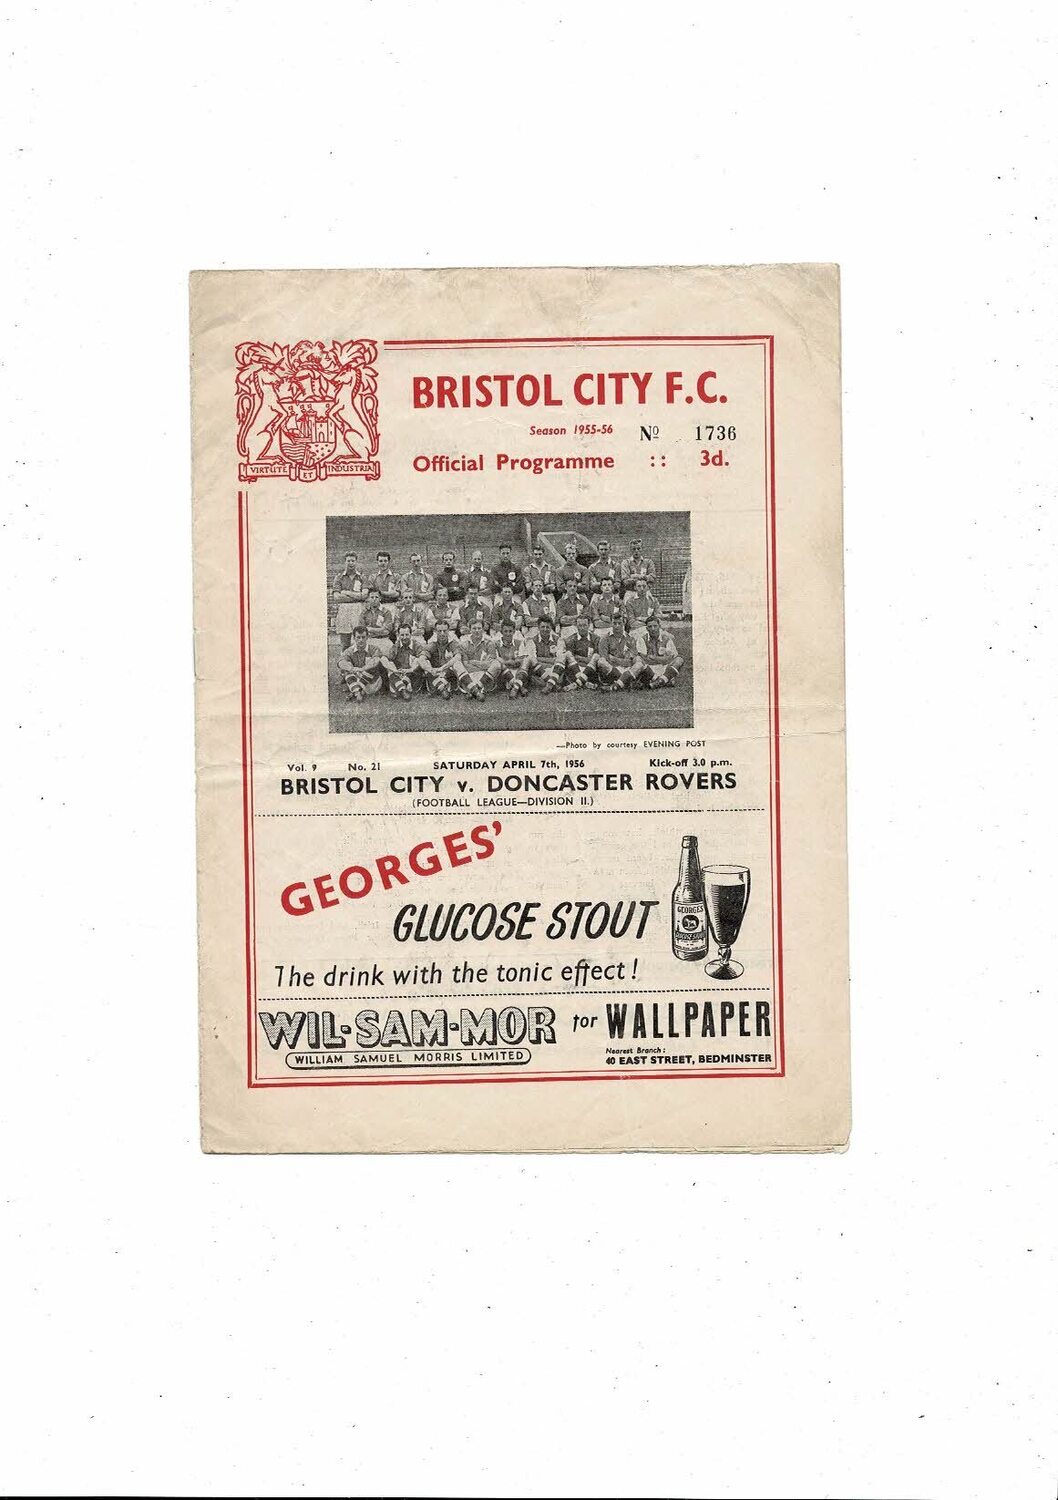 BRISTOL CITY F.C.
Season 1955-56 Nº 1736
Official Programme :: 3d.
VIRTUTE ET INDUSTRIA
—Photo by courtesy EVENING POST
Vol. 9 No. 21 SATURDAY APRIL 7th, 1956 Kick-off 3.0 p.m.
BRISTOL CITY v. DONCASTER ROVERS
(FOOTBALL LEAGUE—DIVISION II.)
GEORGES'
GLUCOSE STOUT
GEORGES
The drink with the tonic effect!
WIL-SAM-MOR for WALLPAPER
WILLIAM SAMUEL MORRIS LIMITED
Nearest Branch:
40 EAST STREET, BEDMINSTER